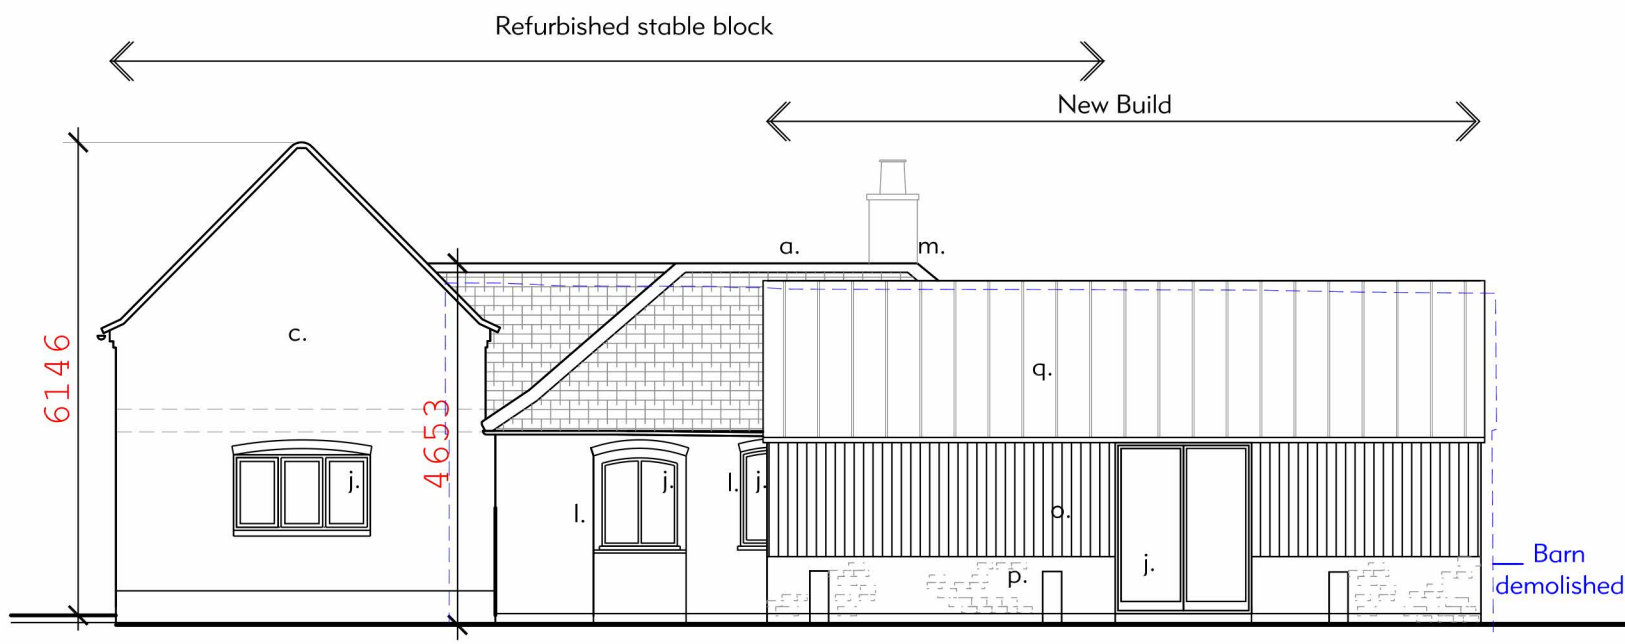 Refurbished stable block
New Build
a.
m.
c.
q.
6146
4653
j.
j.
l.
j.
l.
o.
j.
p.
Barn
demolished